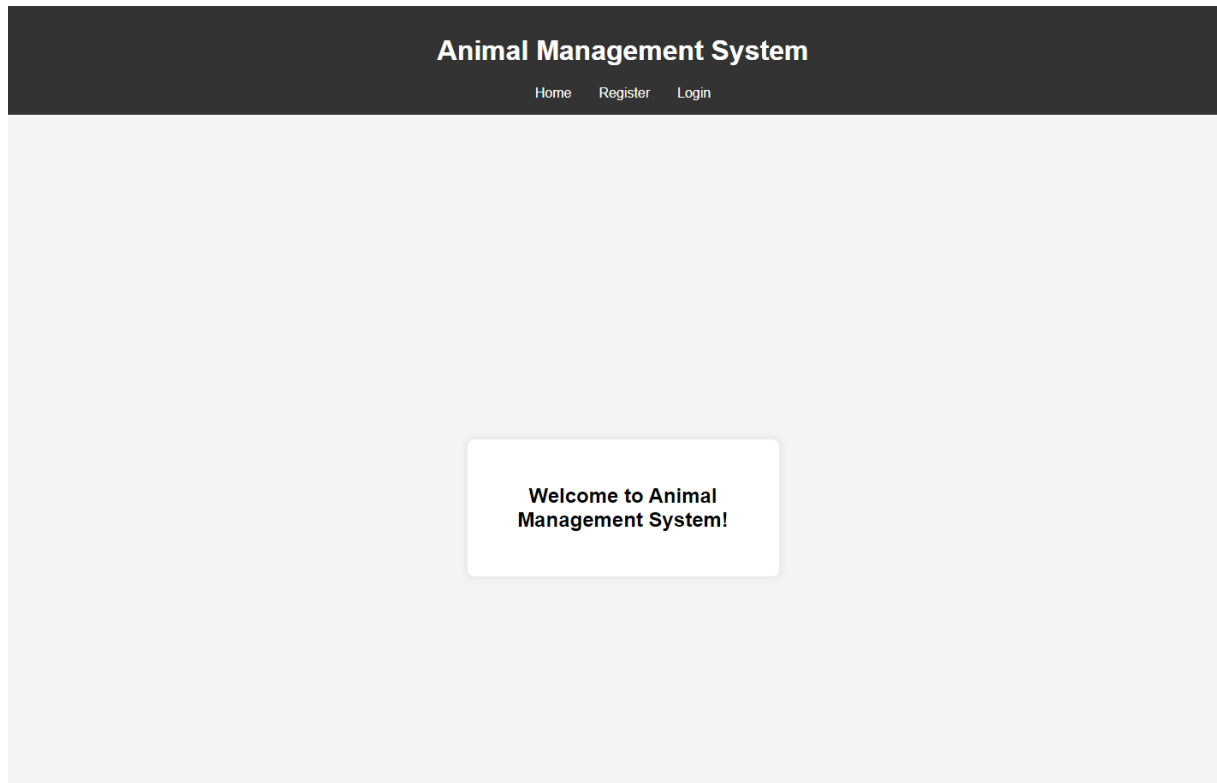 Animal Management System
Home Register Login
Welcome to Animal
Management System!